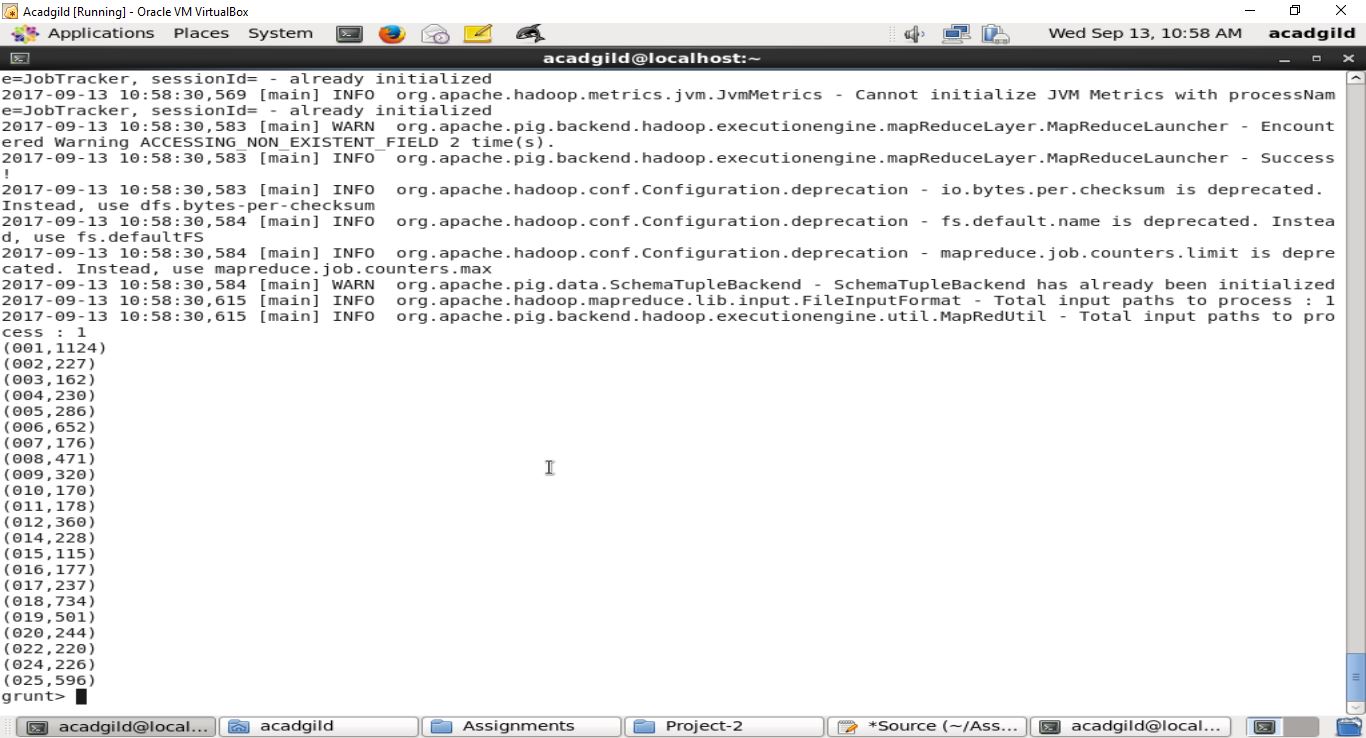 Acadgild [Running] - Oracle VM VirtualBox
Applications Places System Wed Sep 13, 10:58 AM acadgild
acadgild@localhost:~
e=JobTracker, sessionId= - already initialized
2017-09-13 10:58:30,569 [main] INFO  org.apache.hadoop.metrics.jvm.JvmMetrics - Cannot initialize JVM Metrics with processNam
e=JobTracker, sessionId= - already initialized
2017-09-13 10:58:30,583 [main] WARN  org.apache.pig.backend.hadoop.executionengine.mapReduceLayer.MapReduceLauncher - Encount
ered Warning ACCESSING_NON_EXISTENT_FIELD 2 time(s).
2017-09-13 10:58:30,583 [main] INFO  org.apache.pig.backend.hadoop.executionengine.mapReduceLayer.MapReduceLauncher - Success
!
2017-09-13 10:58:30,583 [main] INFO  org.apache.hadoop.conf.Configuration.deprecation - io.bytes.per.checksum is deprecated.
Instead, use dfs.bytes-per-checksum
2017-09-13 10:58:30,584 [main] INFO  org.apache.hadoop.conf.Configuration.deprecation - fs.default.name is deprecated. Instea
d, use fs.defaultFS
2017-09-13 10:58:30,584 [main] INFO  org.apache.hadoop.conf.Configuration.deprecation - mapreduce.job.counters.limit is depre
cated. Instead, use mapreduce.job.counters.max
2017-09-13 10:58:30,584 [main] WARN  org.apache.pig.data.SchemaTupleBackend - SchemaTupleBackend has already been initialized
2017-09-13 10:58:30,615 [main] INFO  org.apache.hadoop.mapreduce.lib.input.FileInputFormat - Total input paths to process : 1
2017-09-13 10:58:30,615 [main] INFO  org.apache.pig.backend.hadoop.executionengine.util.MapRedUtil - Total input paths to pro
cess : 1
(001,1124)
(002,227)
(003,162)
(004,230)
(005,286)
(006,652)
(007,176)
(008,471)
(009,320)
(010,170)
(011,178)
(012,360)
(014,228)
(015,115)
(016,177)
(017,237)
(018,734)
(019,501)
(020,244)
(022,220)
(024,226)
(025,596)
grunt>
acadgild@local... acadgild Assignments Project-2 *Source (~/Ass... acadgild@local...